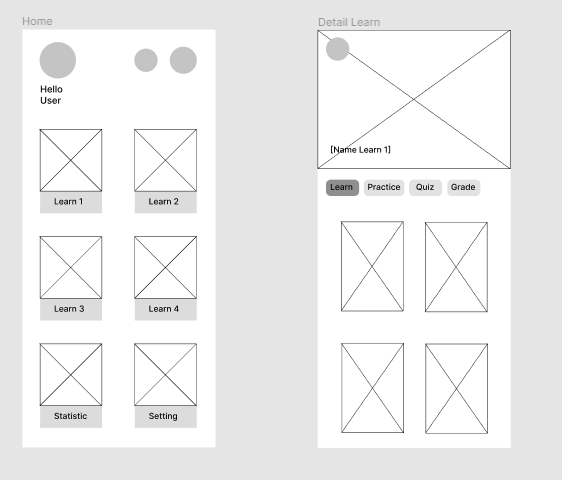 Home
Hello
User
Learn 1
Learn 2
Learn 3
Learn 4
Statistic
Setting
Detail Learn
[Name Learn 1]
Learn
Practice
Quiz
Grade